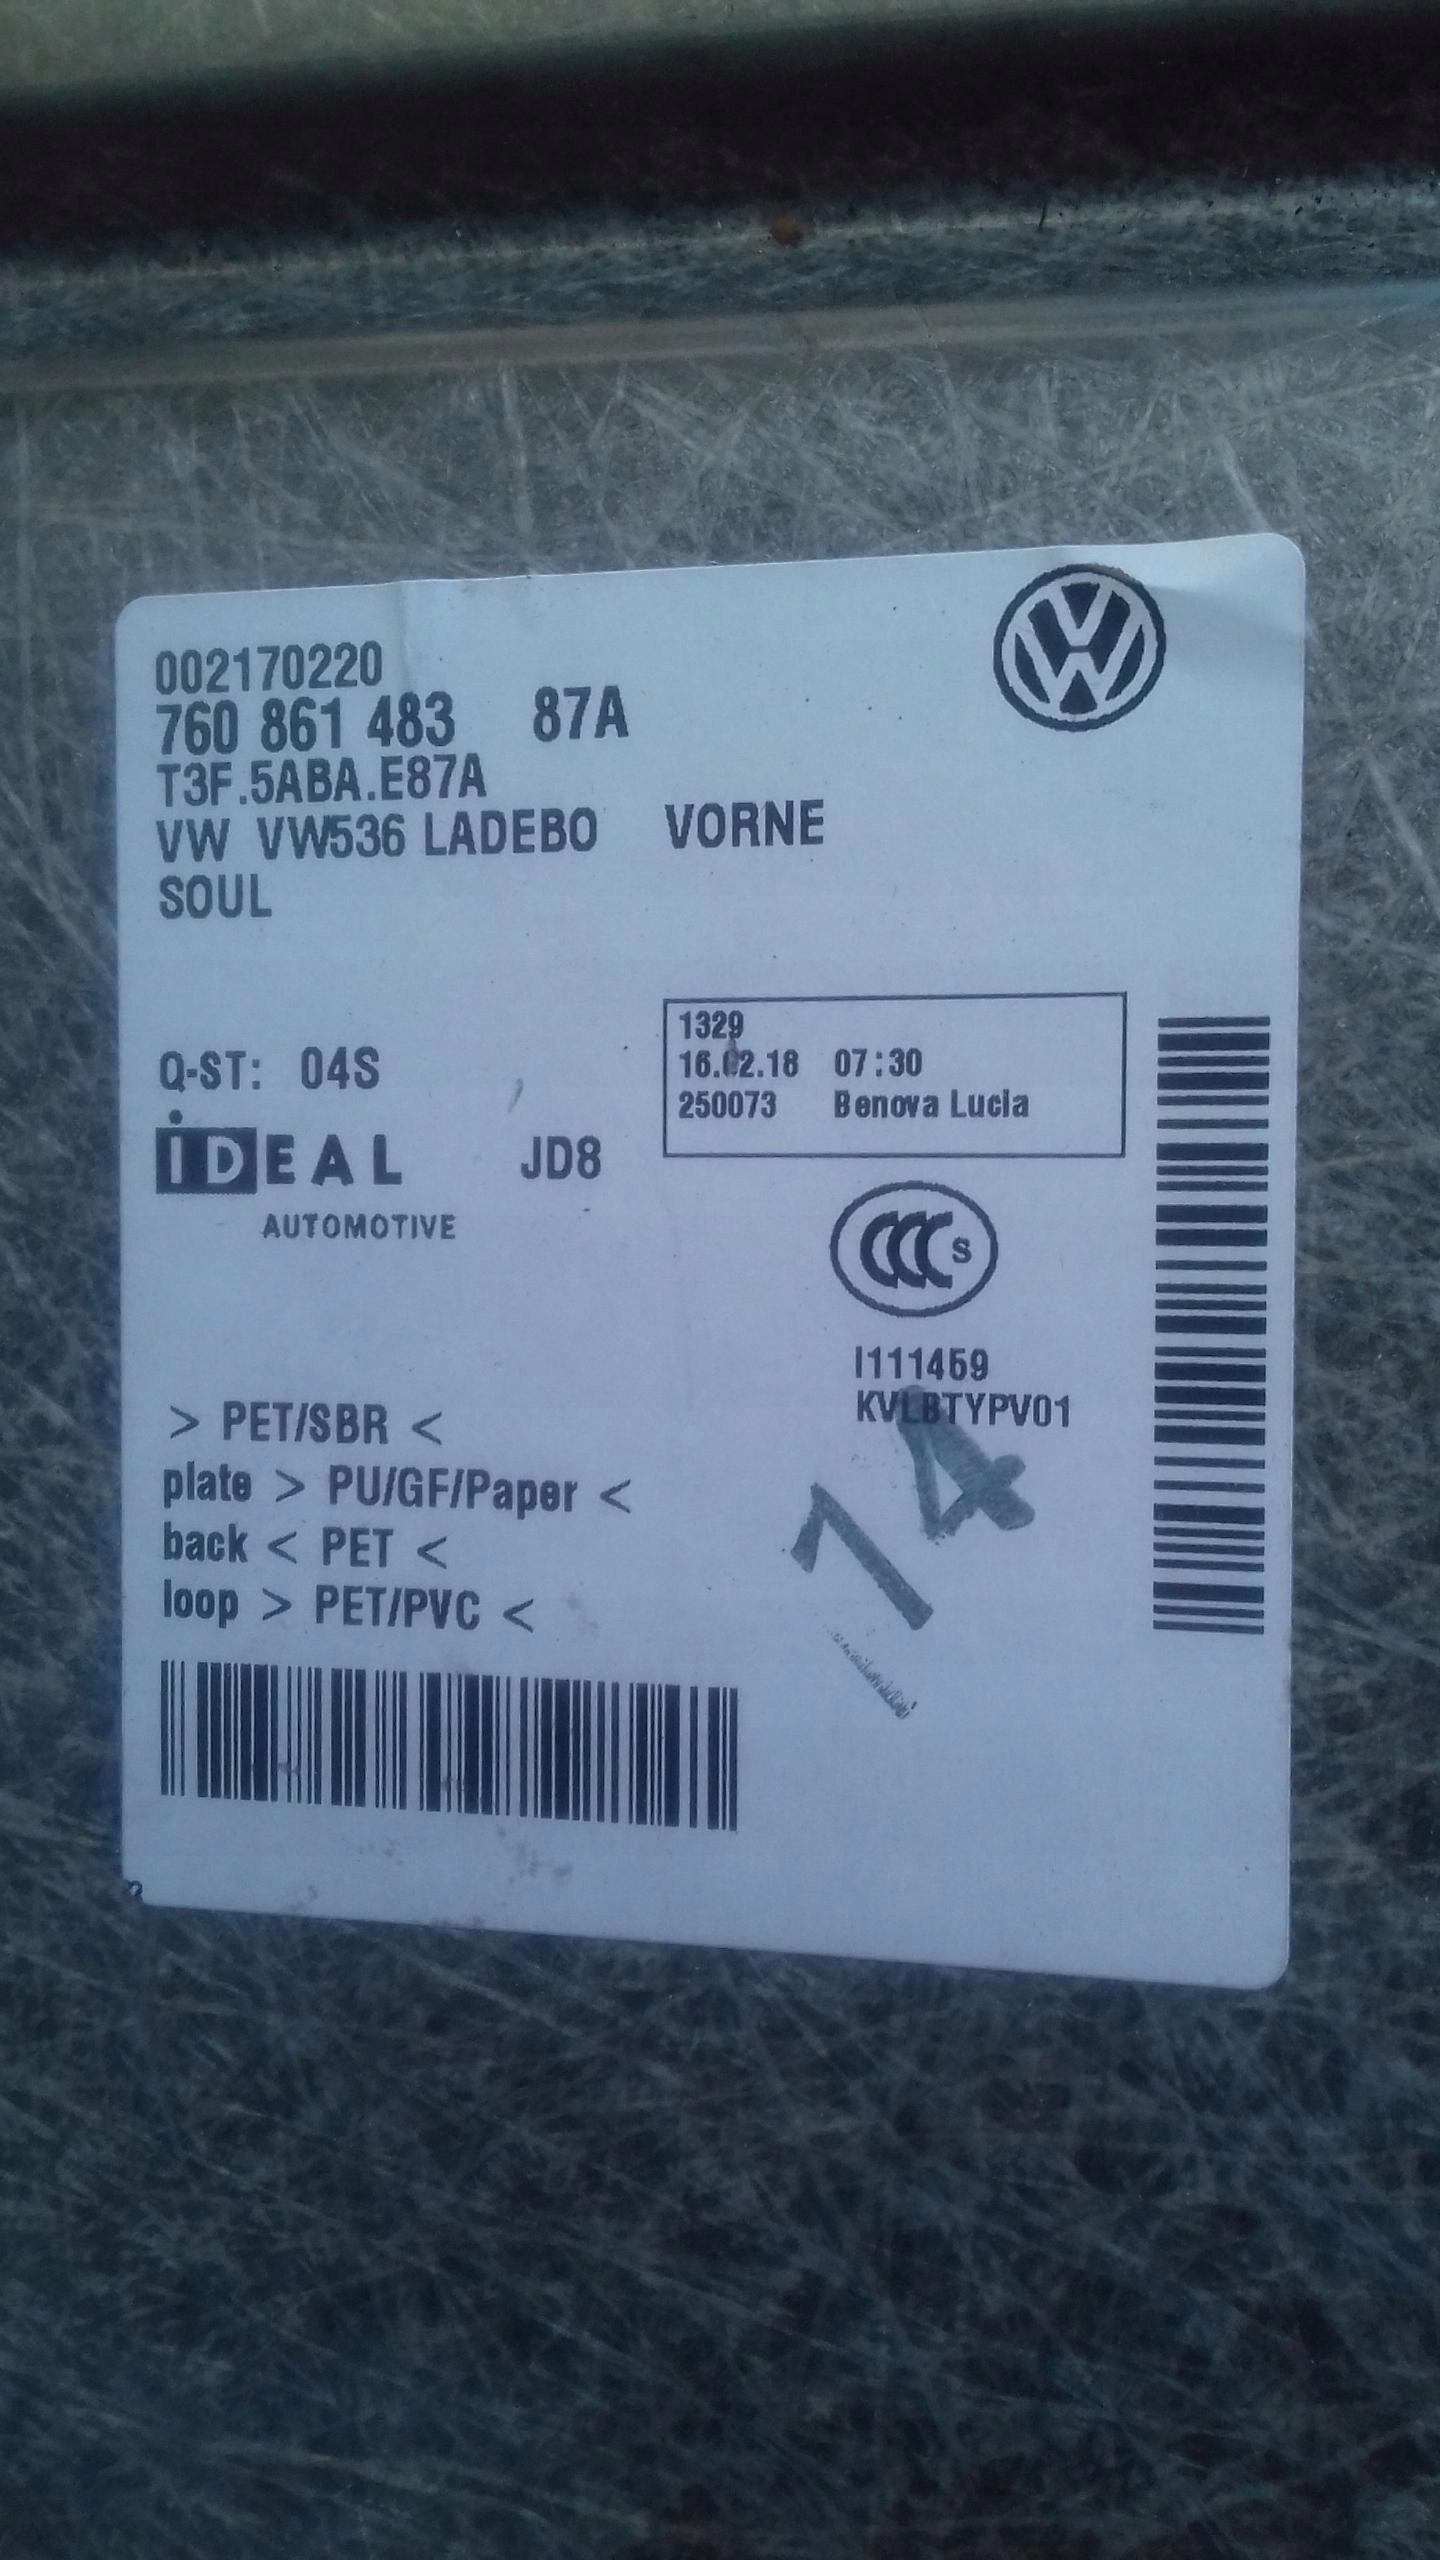 002170220
760 861 483 87A
T3F.5ABA.E87A
VW VW536 LADEBO VORNE
SOUL
1329
16.02.18 07:30
250073 Benova Lucia
Q-ST: 04S
iDEAL JD8
AUTOMOTIVE
CCC S
I111459
KVLBTYPV01
> PET/SBR <
plate > PU/GF/Paper <
back < PET <
loop > PET/PVC <
14